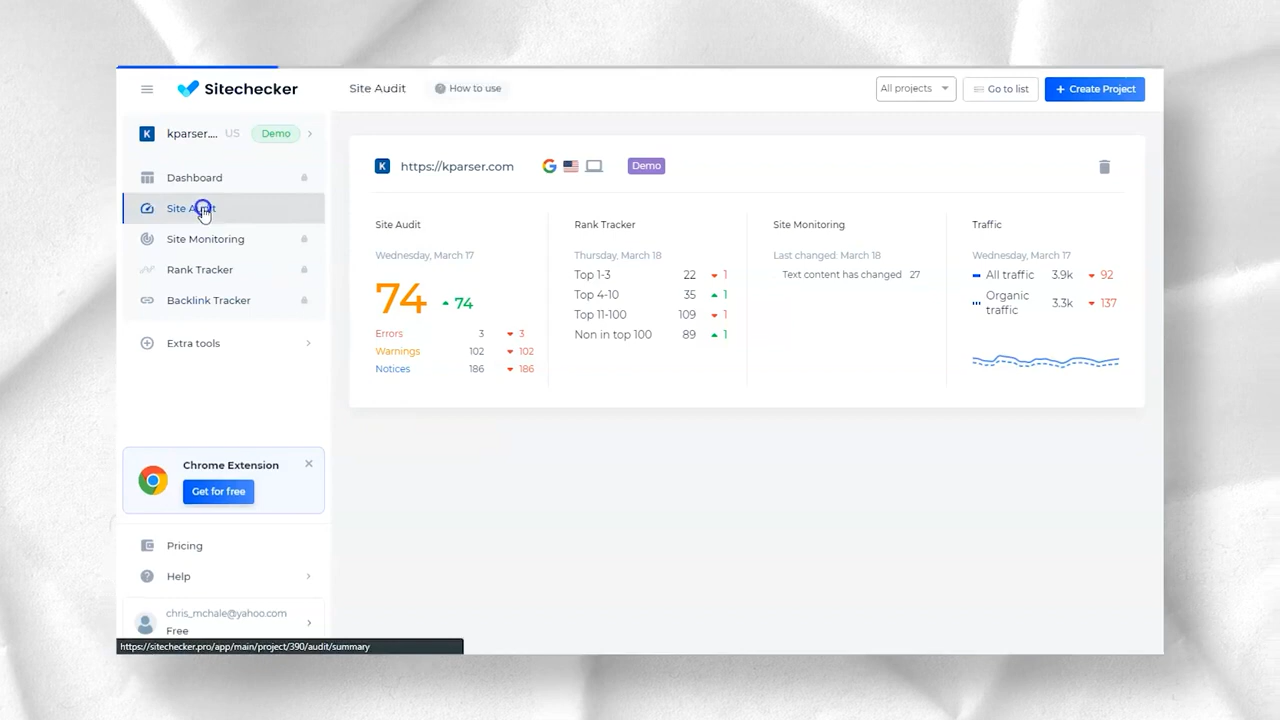 Sitechecker
Site Audit
How to use
All projects
Go to list
+ Create Project
K kparser.... US Demo
Dashboard
Site Audit
Site Monitoring
Rank Tracker
Backlink Tracker
Extra tools
Chrome Extension
Get for free
Pricing
Help
chris_mchale@yahoo.com
Free
https://sitechecker.pro/app/main/project/390/audit/summary
K https://kparser.com G Demo
Site Audit
Wednesday, March 17
74 74
Errors 3 3
Warnings 102 102
Notices 186 186
Rank Tracker
Thursday, March 18
Top 1-3 22 1
Top 4-10 35 1
Top 11-100 109 1
Non in top 100 89 1
Site Monitoring
Last changed: March 18
Text content has changed 27
Traffic
Wednesday, March 17
All traffic 3.9k 92
Organic
traffic 3.3k 137